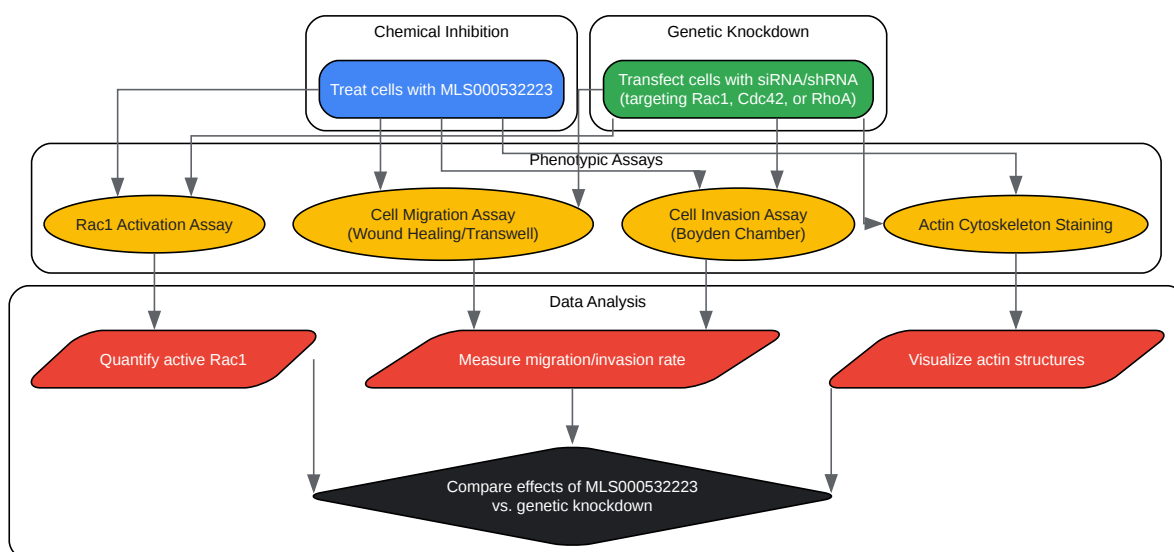 Chemical Inhibition
Genetic Knockdown
Treat cells with MLS000532223
Transfect cells with siRNA/shRNA
(targeting Rac1, Cdc42, or RhoA)
Phenotypic Assays
Rac1 Activation Assay
Cell Migration Assay
(Wound Healing/Transwell)
Cell Invasion Assay
(Boyden Chamber)
Actin Cytoskeleton Staining
Data Analysis
Quantify active Rac1
Measure migration/invasion rate
Visualize actin structures
Compare effects of MLS000532223
vs. genetic knockdown